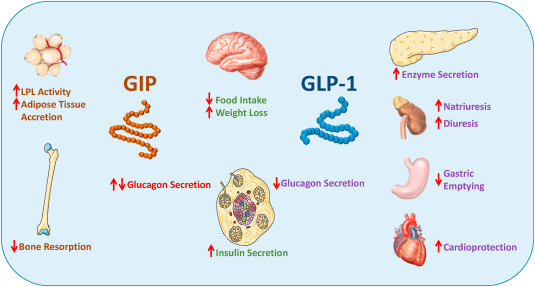 GIP
GLP-1
↑ LPL Activity
↑ Adipose Tissue
Accretion
↓ Food Intake
↑ Weight Loss
↑ Enzyme Secretion
↑ Natriuresis
↑ Diuresis
↑↓ Glucagon Secretion
↓ Glucagon Secretion
↓ Gastric
Emptying
↓ Bone Resorption
↑ Insulin Secretion
↑ Cardioprotection